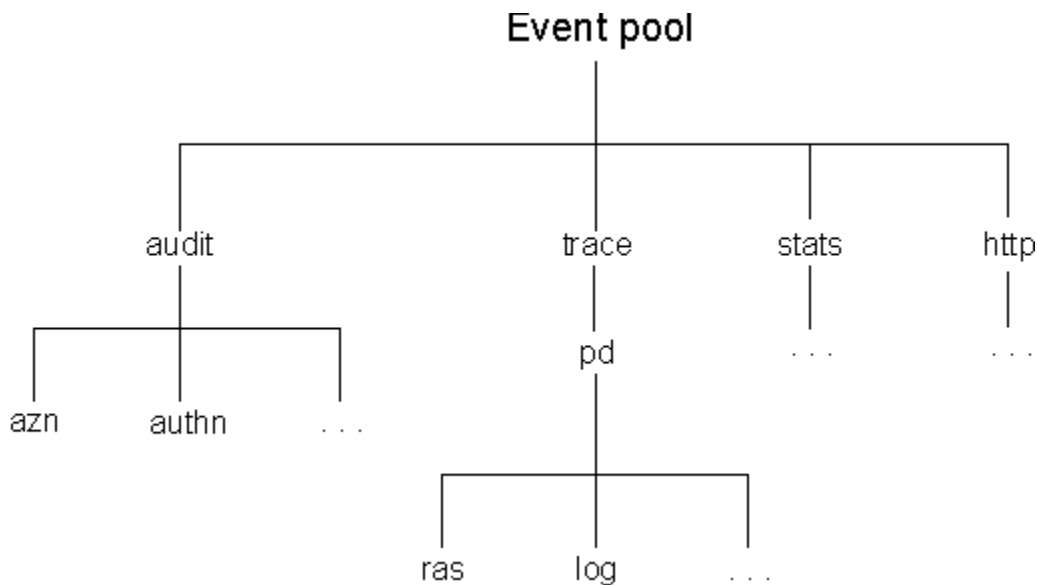 Event pool
audit trace stats http
pd . . . . . .
azn authn . . .
ras log . . .